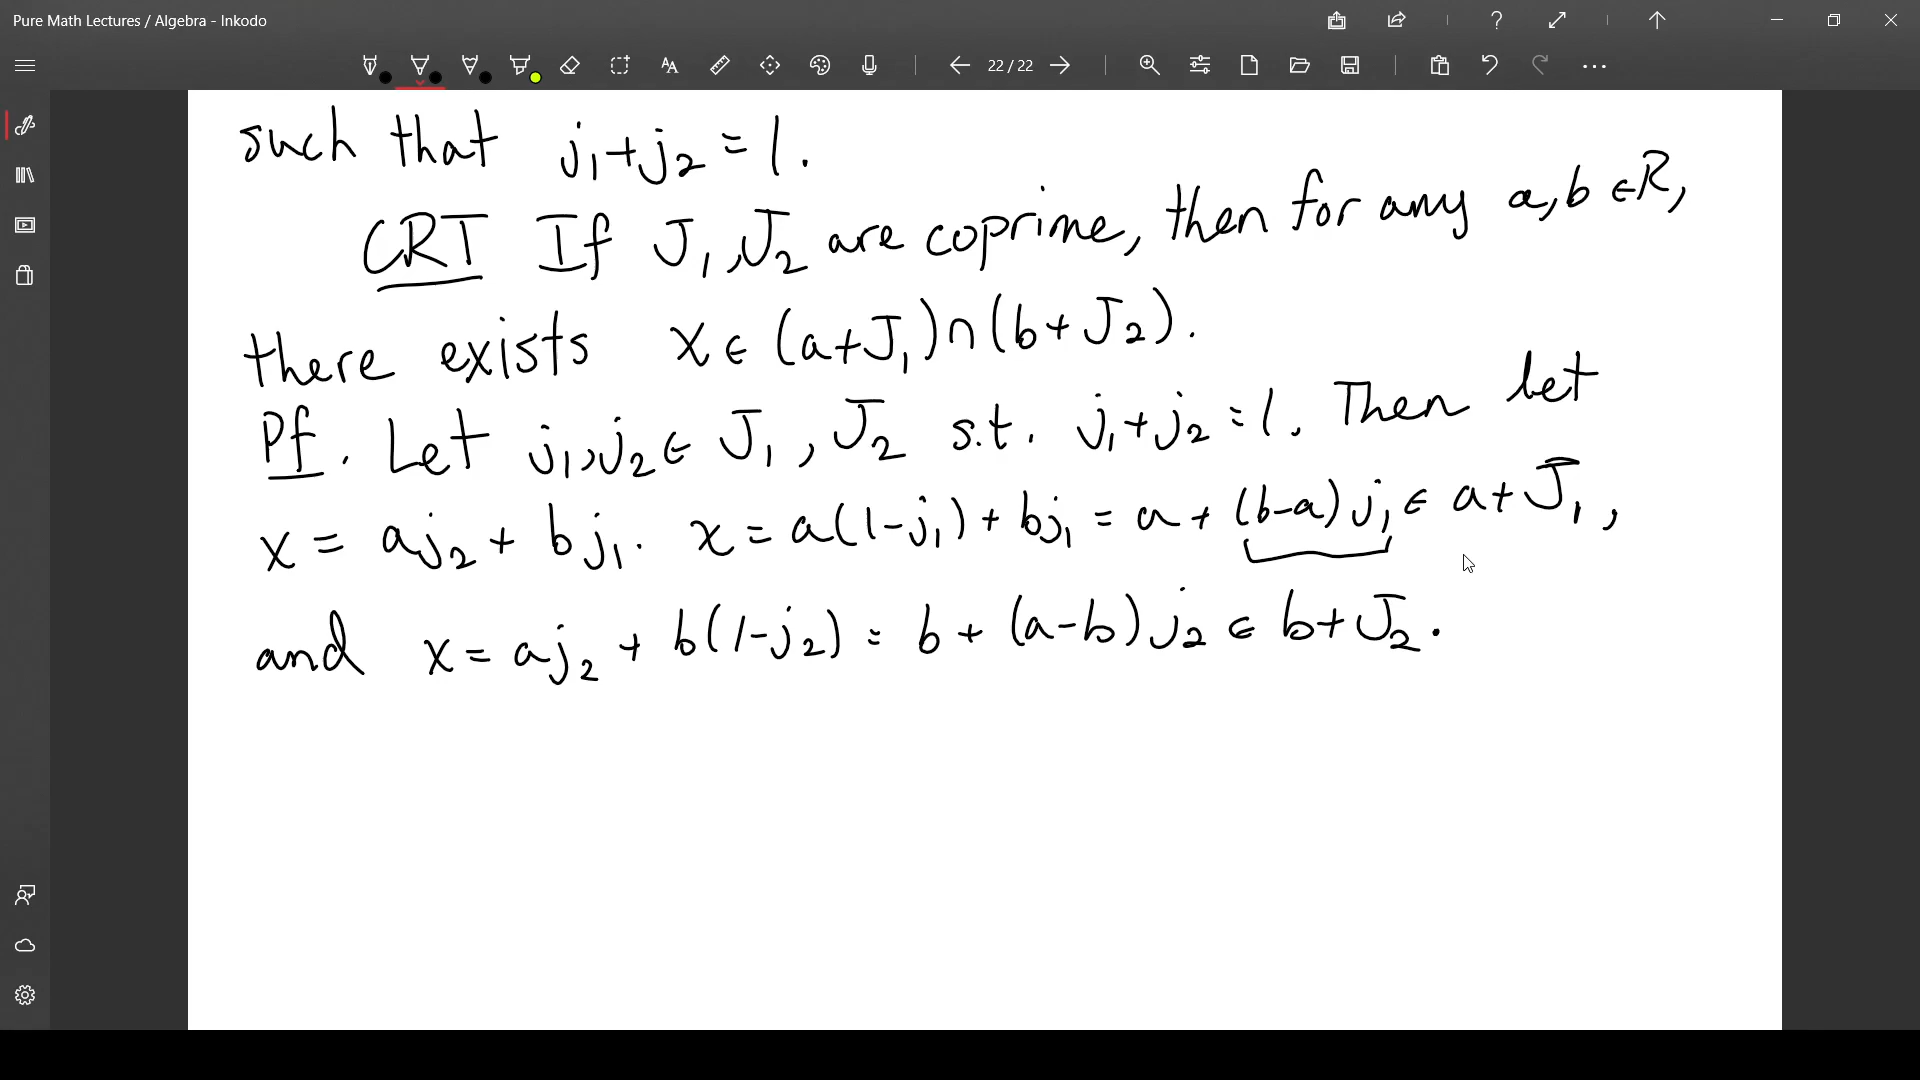 Pure Math Lectures / Algebra - Inkodo
22 / 22
such that j₁+j₂ = 1.
CRT If J₁, J₂ are coprime, then for any a, b ∈ R,
there exists x ∈ (a+J₁)∩(b+J₂).
Pf. Let j₁, j₂ ∈ J₁, J₂ s.t. j₁+j₂ = 1. Then let
x = aj₂ + bj₁. x = a(1-j₁) + bj₁ = a + (b-a)j₁ ∈ a+J₁,
and x = aj₂ + b(1-j₂) = b + (a-b)j₂ ∈ b+J₂.